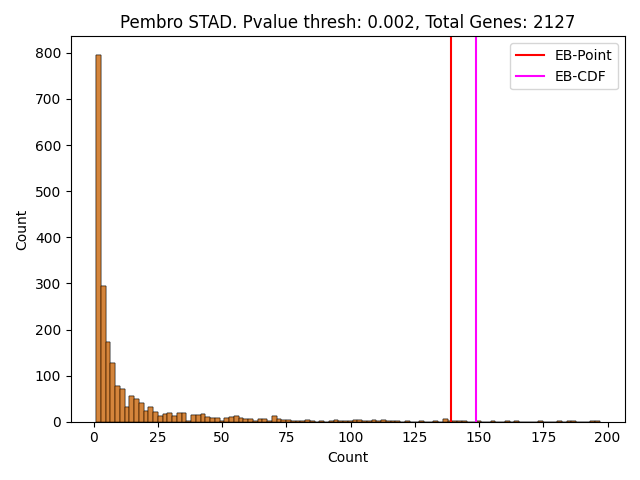 Pembro STAD. Pvalue thresh: 0.002, Total Genes: 2127
EB-Point
EB-CDF
800
700
600
500
400
300
200
100
0
Count
0 25 50 75 100 125 150 175 200
Count